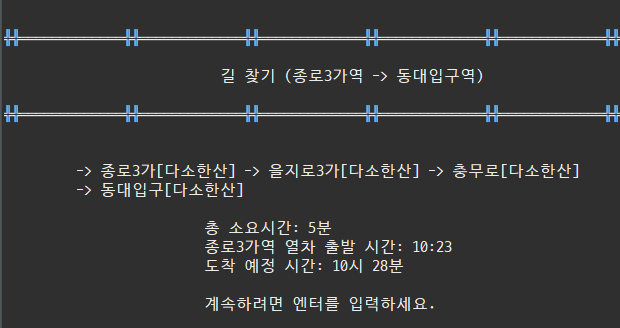 길 찾기 (종로3가역 -> 동대입구역)
-> 종로3가[다소한산] -> 을지로3가[다소한산] -> 충무로[다소한산]
-> 동대입구[다소한산]
총 소요시간: 5분
종로3가역 열차 출발 시간: 10:23
도착 예정 시간: 10시 28분
계속하려면 엔터를 입력하세요.